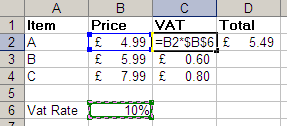 A B C D
1 Item Price VAT Total
2 A £ 4.99 =B2*$B$6 £ 5.49
3 B £ 5.99 £ 0.60
4 C £ 7.99 £ 0.80
5
6 Vat Rate 10%